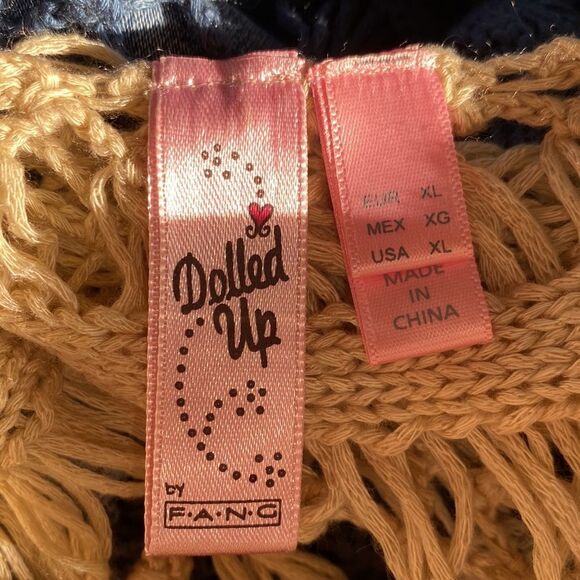 Dolled
Up
by
F·A·N·G
EUR XL
MEX XG
USA XL
MADE
IN
CHINA